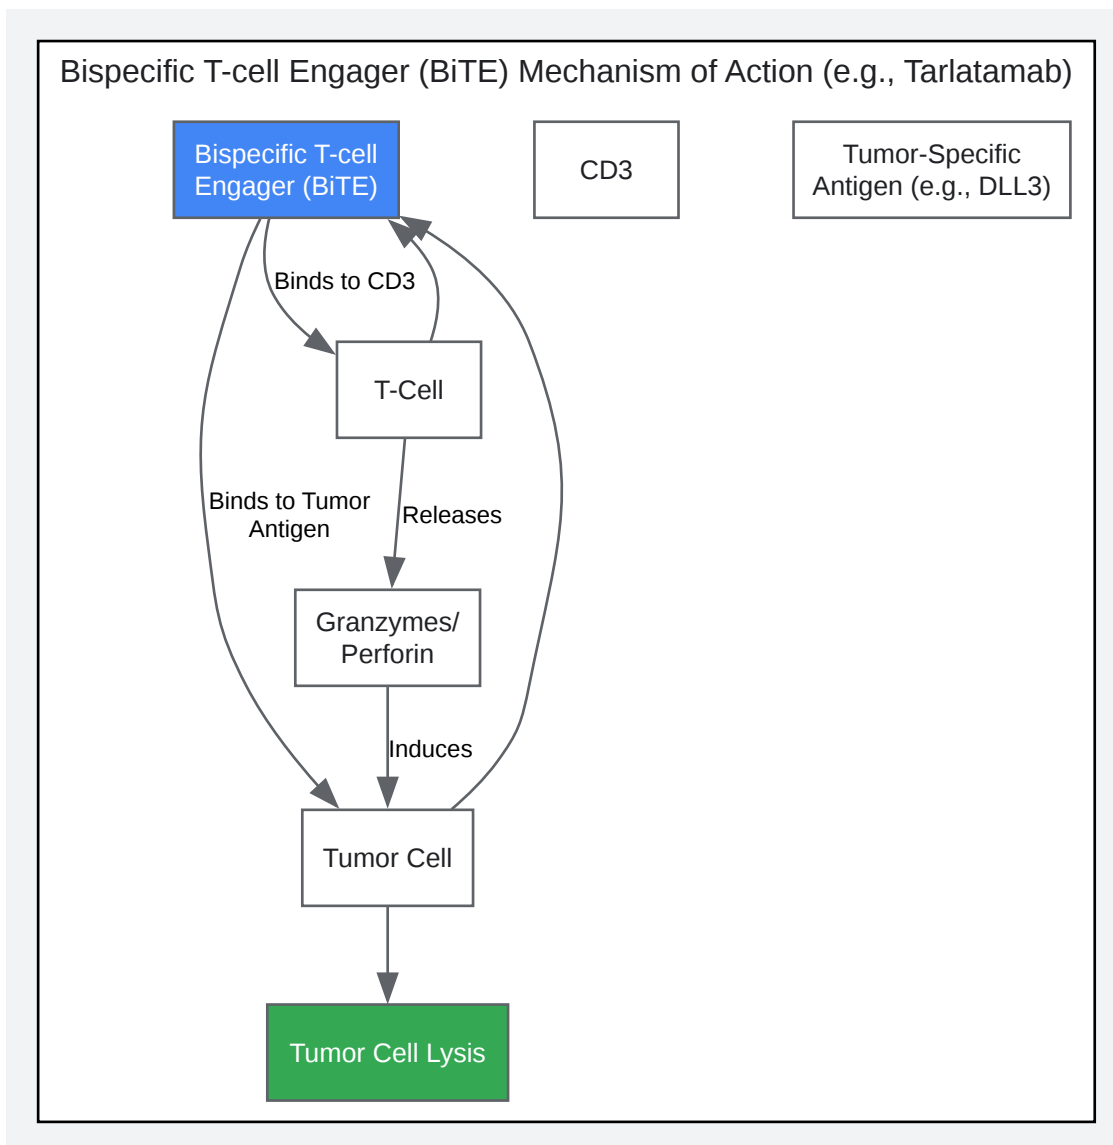 Bispecific T-cell Engager (BiTE) Mechanism of Action (e.g., Tarlatamab)
Bispecific T-cell
Engager (BiTE)
CD3
Tumor-Specific
Antigen (e.g., DLL3)
Binds to CD3
T-Cell
Binds to Tumor
Antigen
Releases
Granzymes/
Perforin
Induces
Tumor Cell
Tumor Cell Lysis